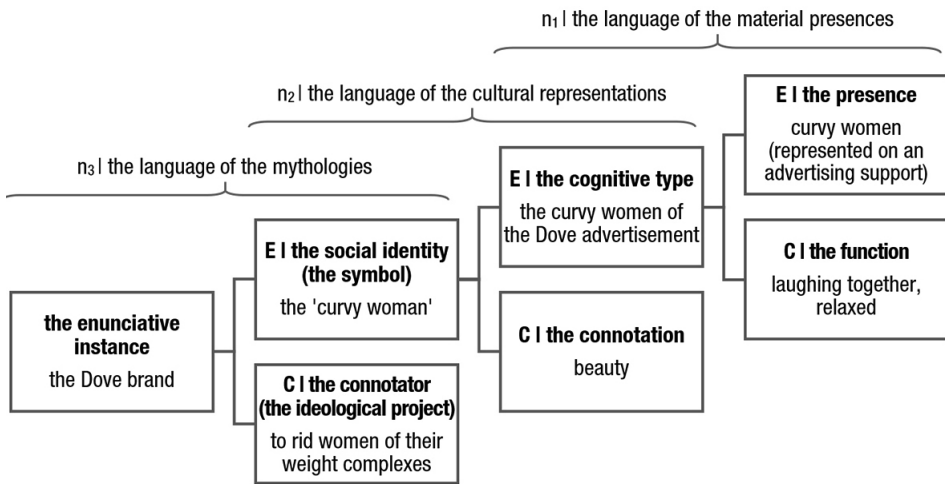 n₁ | the language of the material presences
n₂ | the language of the cultural representations
n₃ | the language of the mythologies
E | the presence
curvy women
(represented on an
advertising support)
E | the cognitive type
the curvy women of
the Dove advertisement
E | the social identity
(the symbol)
the 'curvy woman'
C | the function
laughing together,
relaxed
the enunciative
instance
the Dove brand
C | the connotation
beauty
C | the connotator
(the ideological project)
to rid women of their
weight complexes